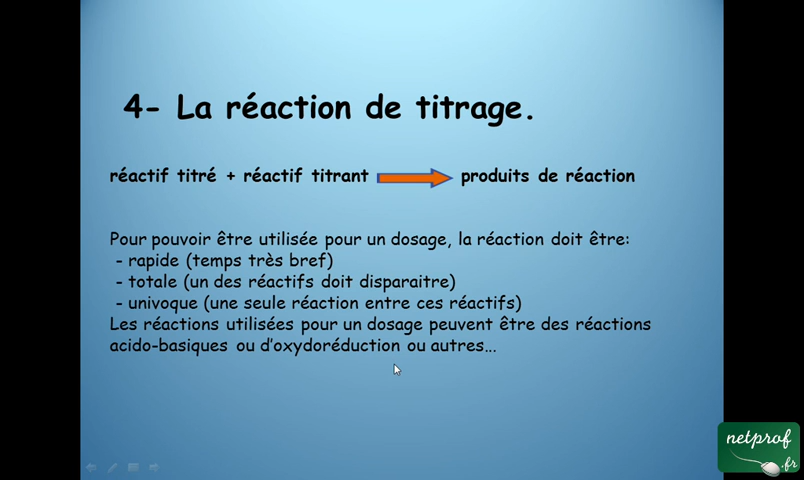 4- La réaction de titrage.
réactif titré + réactif titrant produits de réaction
Pour pouvoir être utilisée pour un dosage, la réaction doit être:
- rapide (temps très bref)
- totale (un des réactifs doit disparaitre)
- univoque (une seule réaction entre ces réactifs)
Les réactions utilisées pour un dosage peuvent être des réactions
acido-basiques ou d'oxydoréduction ou autres...
netprof
.fr